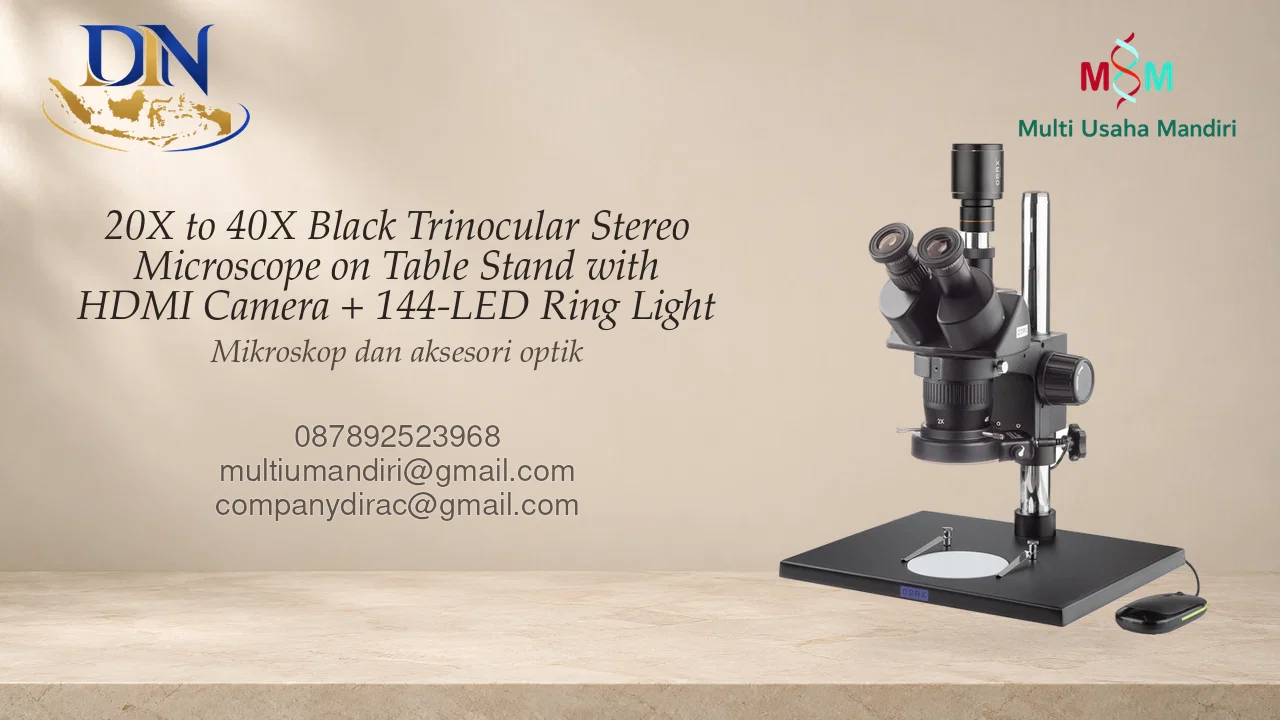 DN
M M
Multi Usaha Mandiri
20X to 40X Black Trinocular Stereo
Microscope on Table Stand with
HDMI Camera + 144-LED Ring Light
Mikroskop dan aksesori optik
087892523968
multiumandiri@gmail.com
companydirac@gmail.com
2X